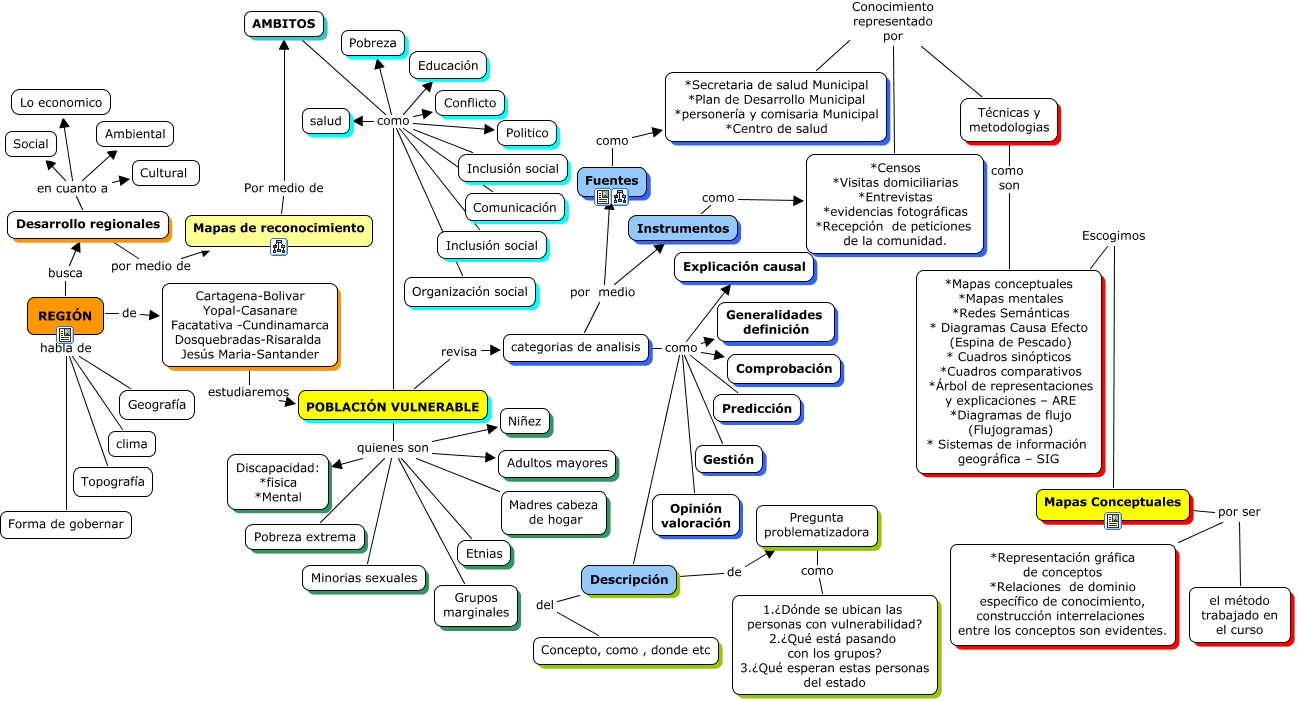 Conocimiento
representado
por
AMBITOS
Pobreza
Educación
Conflicto
salud
como
Politico
Inclusión social
Comunicación
Inclusión social
Organización social
Lo economico
Ambiental
Social
Cultural
en cuanto a
Desarrollo regionales
por medio de
Por medio de
Mapas de reconocimiento
busca
REGIÓN
de
habla de
Cartagena-Bolivar
Yopal-Casanare
Facatativa -Cundinamarca
Dosquebradas-Risaralda
Jesús Maria-Santander
estudiaremos
Geografía
clima
Topografía
Forma de gobernar
POBLACIÓN VULNERABLE
quienes son
Niñez
Adultos mayores
Madres cabeza
de hogar
Etnias
Grupos
marginales
Minorias sexuales
Pobreza extrema
Discapacidad:
*fisica
*Mental
revisa
categorias de analisis
por  medio
Fuentes
como
*Secretaria de salud Municipal
*Plan de Desarrollo Municipal
*personería y comisaria Municipal
*Centro de salud
Instrumentos
como
*Censos
*Visitas domiciliarias
*Entrevistas
*evidencias fotográficas
*Recepción  de peticiones
de la comunidad.
Técnicas y
metodologias
como
son
*Mapas conceptuales
*Mapas mentales
*Redes Semánticas
* Diagramas Causa Efecto
(Espina de Pescado)
* Cuadros sinópticos
*Cuadros comparativos
*Árbol de representaciones
y explicaciones – ARE
*Diagramas de flujo
(Flujogramas)
* Sistemas de información
geográfica – SIG
Escogimos
Mapas Conceptuales
por ser
*Representación gráfica
de conceptos
*Relaciones  de dominio
específico de conocimiento,
construcción interrelaciones
entre los conceptos son evidentes.
el método
trabajado en
el curso
como
Explicación causal
Generalidades
definición
Comprobación
Predicción
Gestión
Opinión
valoración
Descripción
de
Pregunta
problematizadora
como
1.¿Dónde se ubican las
personas con vulnerabilidad?
2.¿Qué está pasando
con los grupos?
3.¿Qué esperan estas personas
del estado
del
Concepto, como , donde etc